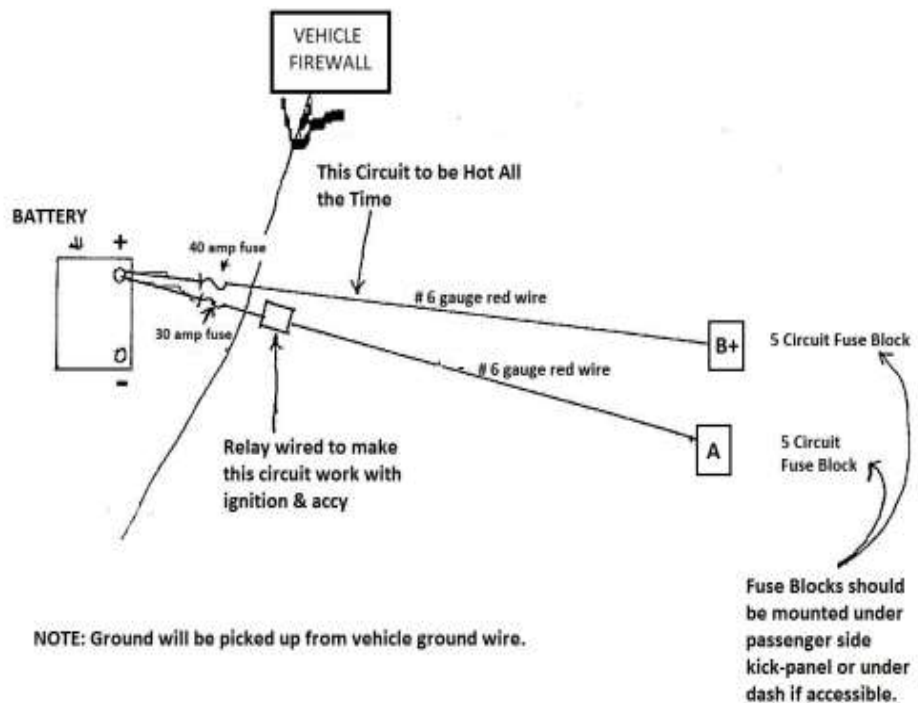 VEHICLE
FIREWALL
This Circuit to be Hot All
the Time
BATTERY
+
40 amp fuse
# 6 gauge red wire
B+
5 Circuit Fuse Block
30 amp fuse
# 6 gauge red wire
-
A
5 Circuit
Fuse Block
Relay wired to make
this circuit work with
ignition & accy
Fuse Blocks should
be mounted under
passenger side
kick-panel or under
dash if accessible.
NOTE: Ground will be picked up from vehicle ground wire.